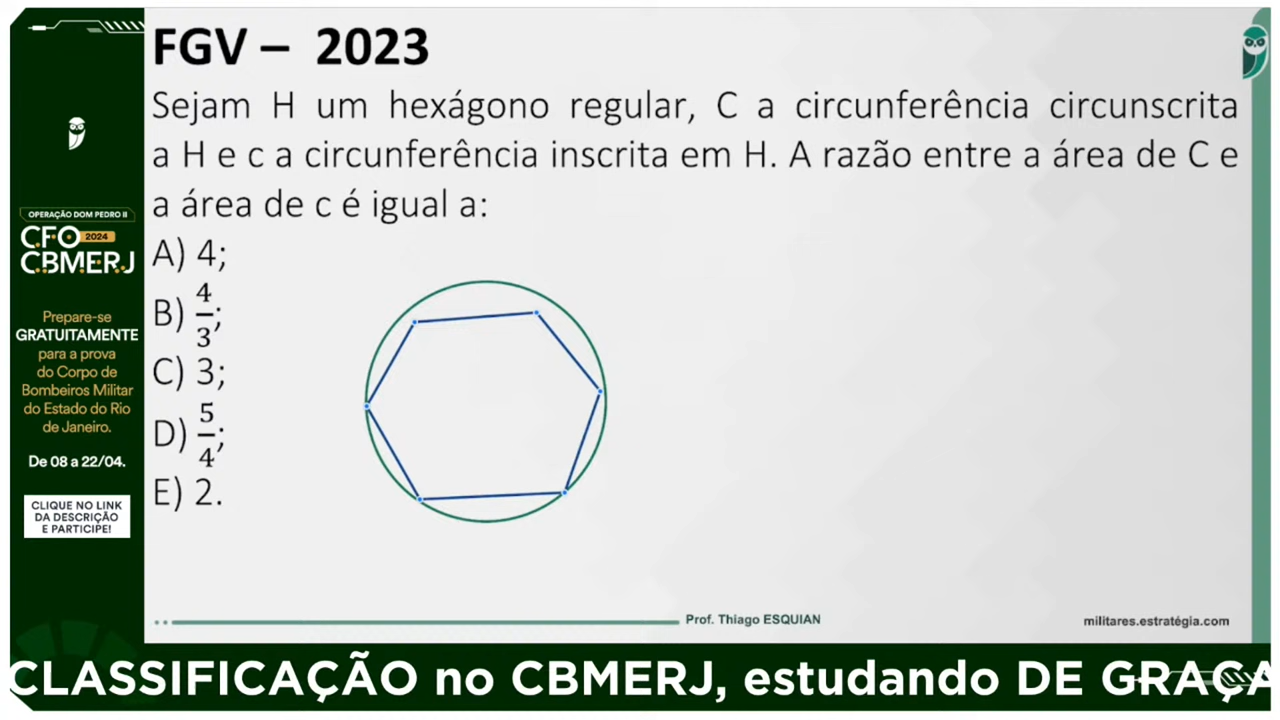 FGV – 2023
Sejam H um hexágono regular, C a circunferência circunscrita
a H e c a circunferência inscrita em H. A razão entre a área de C e
a área de c é igual a:
A) 4;
B) 4/3;
C) 3;
D) 5/4;
E) 2.
OPERAÇÃO DOM PEDRO II
CFO 2024
CBMERJ
Prepare-se
GRATUITAMENTE
para a prova
do Corpo de
Bombeiros Militar
do Estado do Rio
de Janeiro.
De 08 a 22/04.
CLIQUE NO LINK
DA DESCRIÇÃO
E PARTICIPE!
Prof. Thiago ESQUIAN
militares.estratégia.com
CLASSIFICAÇÃO no CBMERJ, estudando DE GRAÇA